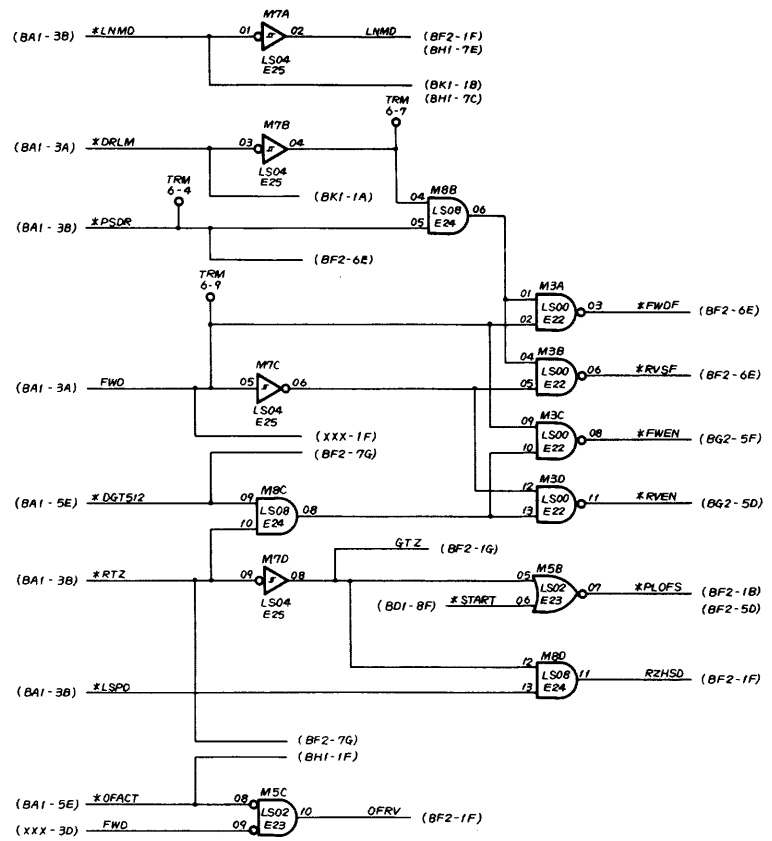 M7A
(BA1-3B) *LNMD 01 02 LNMD (BF2-1F)
(BH1-7E)
LS04
E25
(BK1-1B)
(BH1-7C)
TRM
6-7
M7B
(BA1-3A) *DRLM 03 04
LS04
E25
(BK1-1A)
TRM
6-4
M8B
04 LS08 06
(BA1-3B) *PSDR 05 E24
(BF2-6E)
TRM
6-9
M3A
01 LS00 03 *FWDF (BF2-6E)
02 E22
M7C
M3B
04 LS00 06 *RVSF (BF2-6E)
(BA1-3A) FWD 05 06 05 E22
LS04
E25
M3C
09 LS00 08 *FWEN (BG2-5F)
(XXX-1F)
10 E22
(BF2-7G)
M8C
M3D
12 LS00 11 *RVEN (BG2-5D)
(BA1-5E) *DGT512 09 LS08 08 13 E22
10 E24
GTZ (BF2-1G)
M7D
M5B
(BA1-3B) *RTZ 09 08 05 LS02 07 *PLOFS (BF2-1B)
LS04
E25
(BD1-8F) *START 06 E23 (BF2-5D)
M8D
12 LS08 11 RZHSD (BF2-1F)
(BA1-3B) *LSPD 13 E24
(BF2-7G)
(BH1-1F)
M5C
(BA1-5E) *OFACT 08 LS02 10 OFRV (BF2-1F)
(XXX-3D) FWD 09 E23